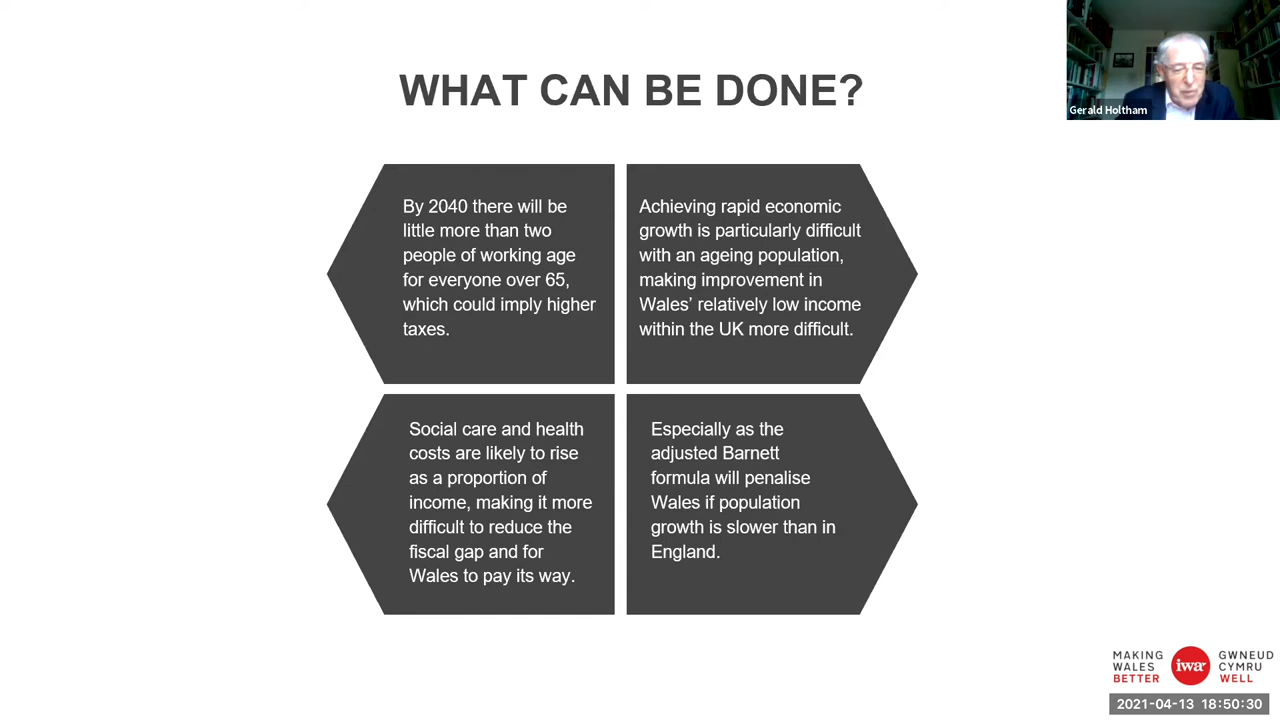 WHAT CAN BE DONE?
Gerald Holtham
By 2040 there will be
little more than two
people of working age
for everyone over 65,
which could imply higher
taxes.
Achieving rapid economic
growth is particularly difficult
with an ageing population,
making improvement in
Wales’ relatively low income
within the UK more difficult.
Social care and health
costs are likely to rise
as a proportion of
income, making it more
difficult to reduce the
fiscal gap and for
Wales to pay its way.
Especially as the
adjusted Barnett
formula will penalise
Wales if population
growth is slower than in
England.
MAKING
WALES
BETTER
iwa
GWNEUD
CYMRU
WELL
2021-04-13 18:50:30